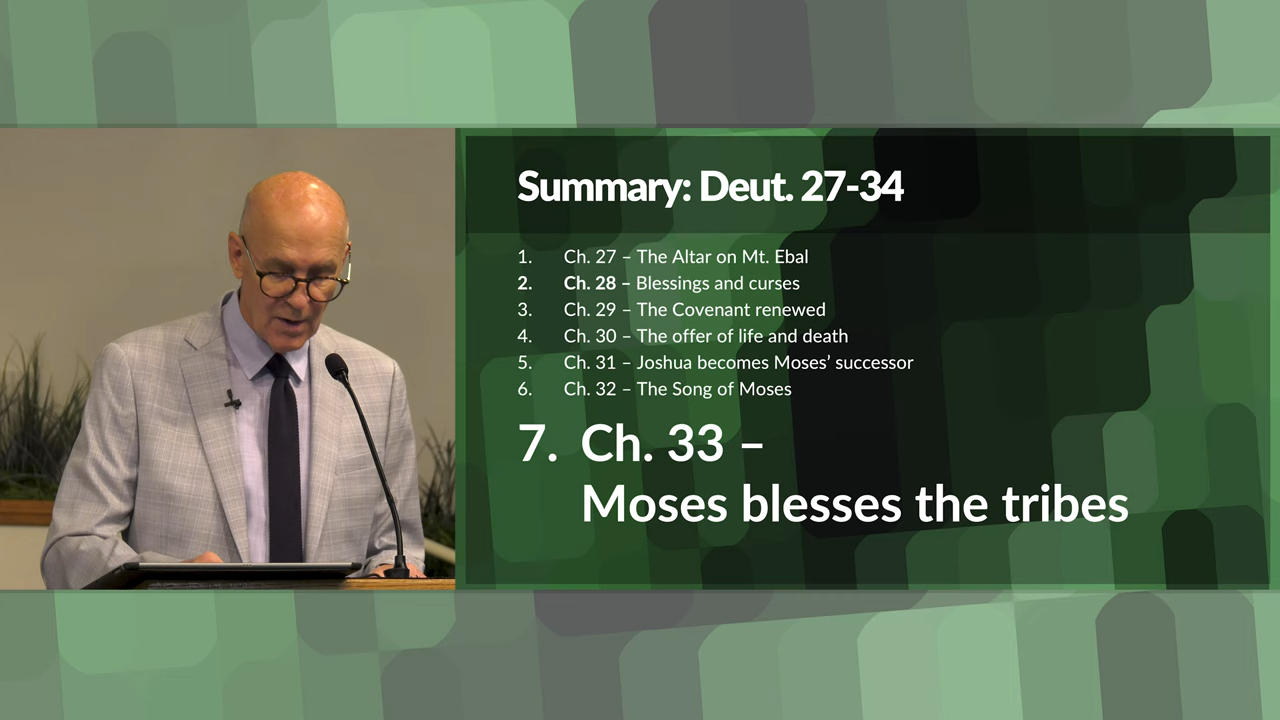 Summary: Deut. 27-34
1. Ch. 27 – The Altar on Mt. Ebal
2. Ch. 28 – Blessings and curses
3. Ch. 29 – The Covenant renewed
4. Ch. 30 – The offer of life and death
5. Ch. 31 – Joshua becomes Moses’ successor
6. Ch. 32 – The Song of Moses
7. Ch. 33 –
Moses blesses the tribes